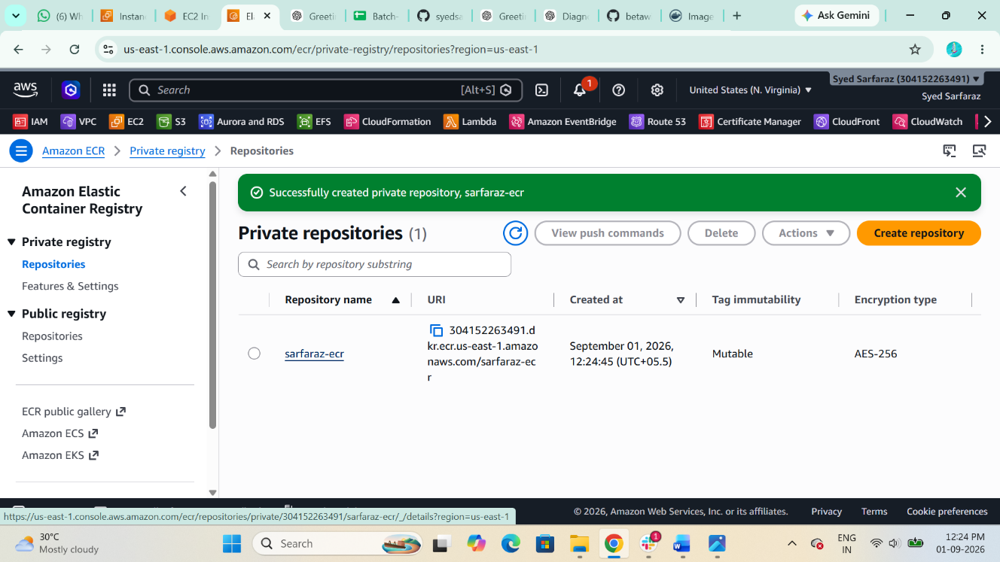 (6) Wh
Instan
EC2 In
Ela
Greetin
Batch-
syedsa
Greetin
Diagno
betaw
Image
Ask Gemini
us-east-1.console.aws.amazon.com/ecr/private-registry/repositories?region=us-east-1
aws
Search
[Alt+S]
1
United States (N. Virginia)
Syed Sarfaraz (304152263491)
Syed Sarfaraz
IAM
VPC
EC2
S3
Aurora and RDS
EFS
CloudFormation
Lambda
Amazon EventBridge
Route 53
Certificate Manager
CloudFront
CloudWatch
Amazon ECR
Private registry
Repositories
Amazon Elastic
Container Registry
Private registry
Repositories
Features & Settings
Public registry
Repositories
Settings
ECR public gallery
Amazon ECS
Amazon EKS
Successfully created private repository, sarfaraz-ecr
Private repositories (1)
View push commands
Delete
Actions
Create repository
Search by repository substring
Repository name
URI
Created at
Tag immutability
Encryption type
sarfaraz-ecr
304152263491.d
kr.ecr.us-east-1.amazo
naws.com/sarfaraz-ec
r
September 01, 2026,
12:24:45 (UTC+05.5)
Mutable
AES-256
https://us-east-1.console.aws.amazon.com/ecr/repositories/private/304152263491/sarfaraz-ecr/_/details?region=us-east-1
© 2026, Amazon Web Services, Inc. or its affiliates.
Privacy
Terms
Cookie preferences
30°C
Mostly cloudy
Search
1
ENG
IN
12:24 PM
01-09-2026